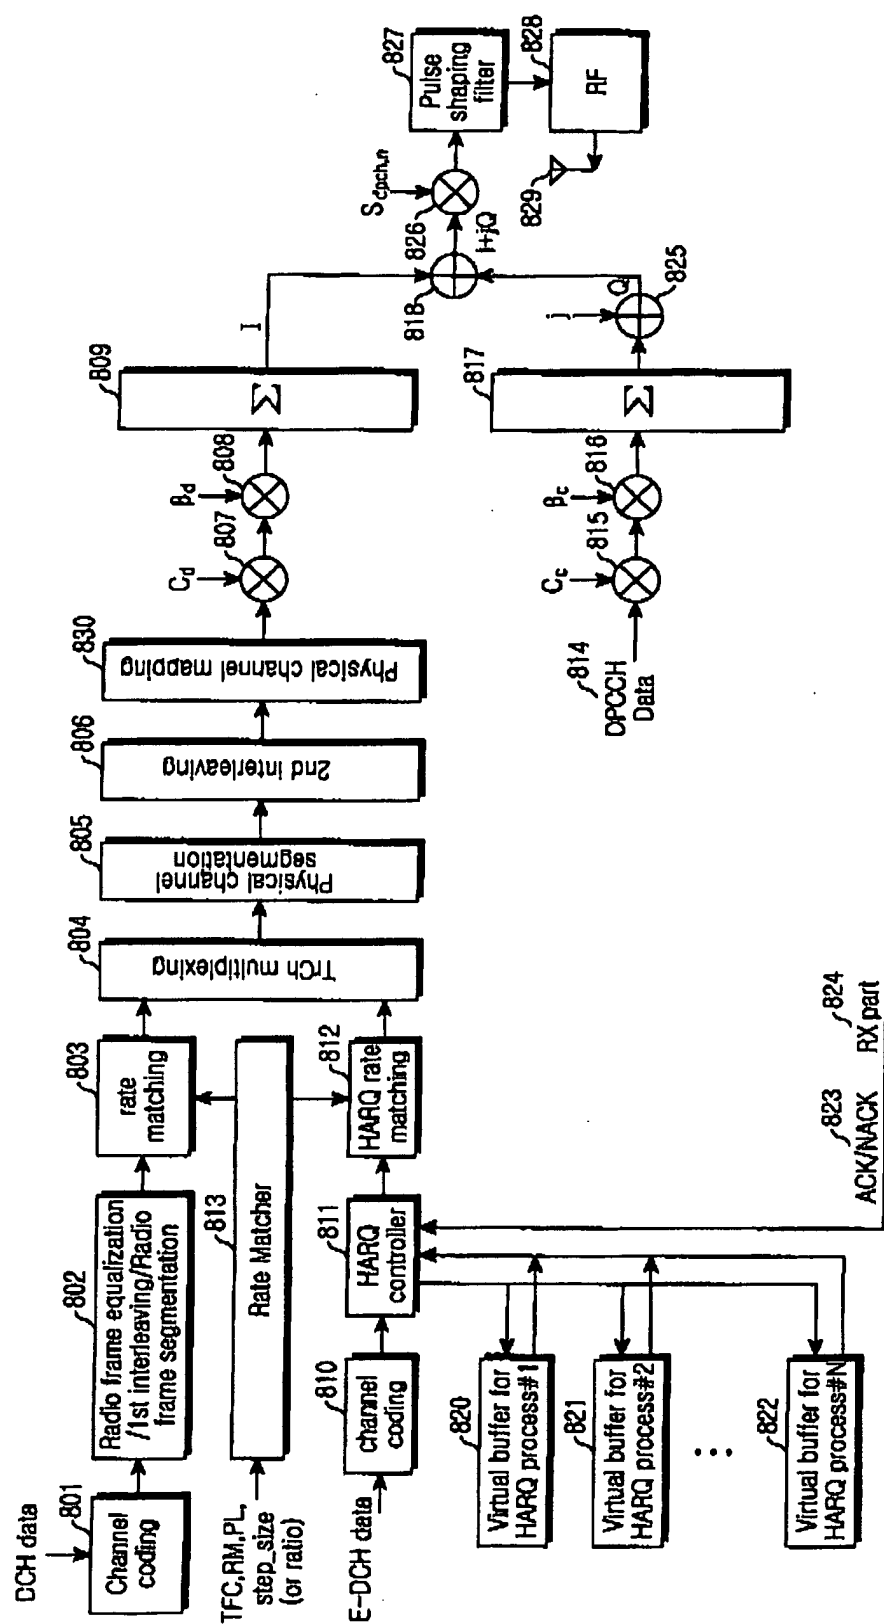 DCH data
801
Channel
coding
802
Radio frame equalization
/1st interleaving/Radio
frame segmentation
803
rate
matching
TFC,RM,PL,
step_size
(or ratio)
813
Rate Matcher
E-DCH data
810
channel
coding
811
HARQ
controller
812
HARQ rate
matching
820
Virtual buffer for
HARQ process#1
821
Virtual buffer for
HARQ process#2
...
822
Virtual buffer for
HARQ process#N
823
ACK/NACK
824
RX part
804
TrCh multiplexing
805
Physical channel
segmentation
806
2nd interleaving
830
Physical channel mapping
Cd
807
βd
808
809
Σ
I
814
DPCCH
Data
Cc
815
βc
816
817
Σ
j
Q
825
818
I+jQ
Sdpch,n
826
827
Pulse
shaping
filter
828
RF
829